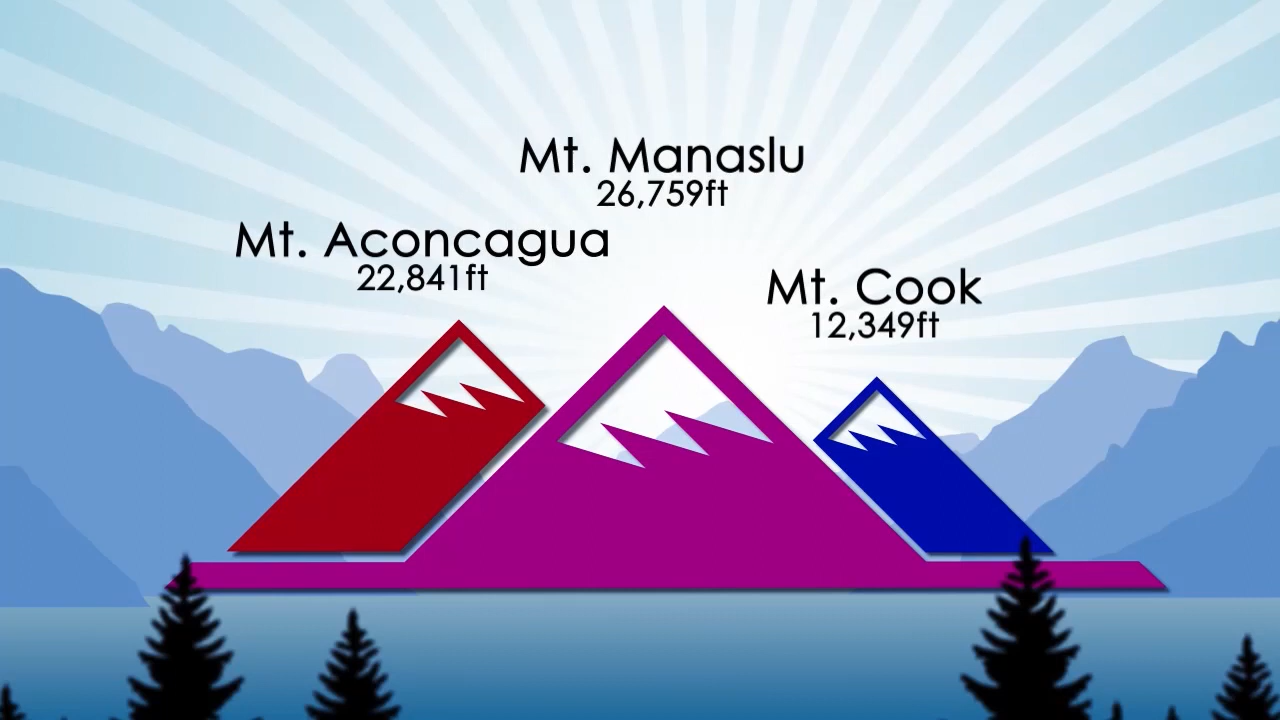 Mt. Manaslu
26,759ft
Mt. Aconcagua
22,841ft
Mt. Cook
12,349ft